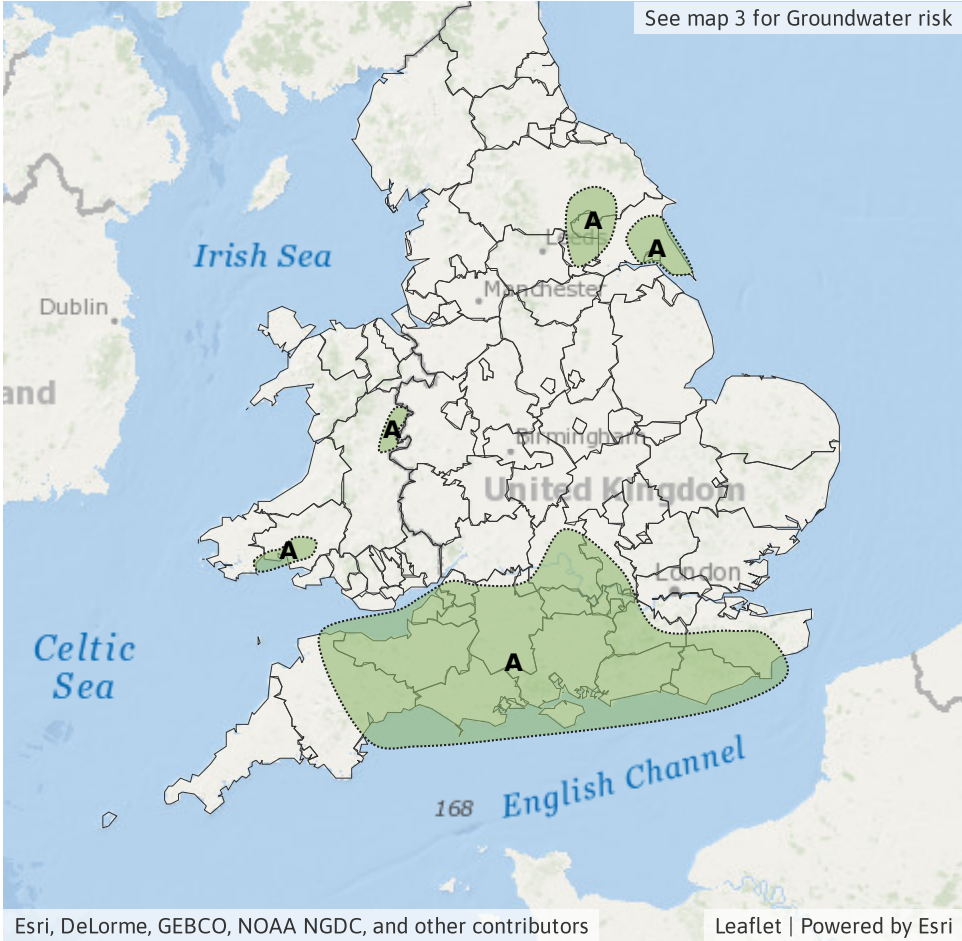 See map 3 for Groundwater risk
A
Leeds
A
Irish Sea
Manchester
Dublin
and
A
Birmingham
United Kingdom
A
London
Celtic
Sea
A
English Channel
168
Esri, DeLorme, GEBCO, NOAA NGDC, and other contributors
Leaflet | Powered by Esri